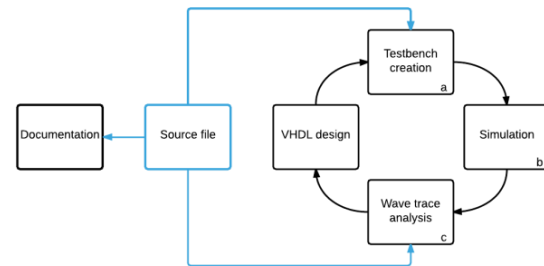 Testbench
creation
a
Documentation
Source file
VHDL design
Simulation
b
Wave trace
analysis
c